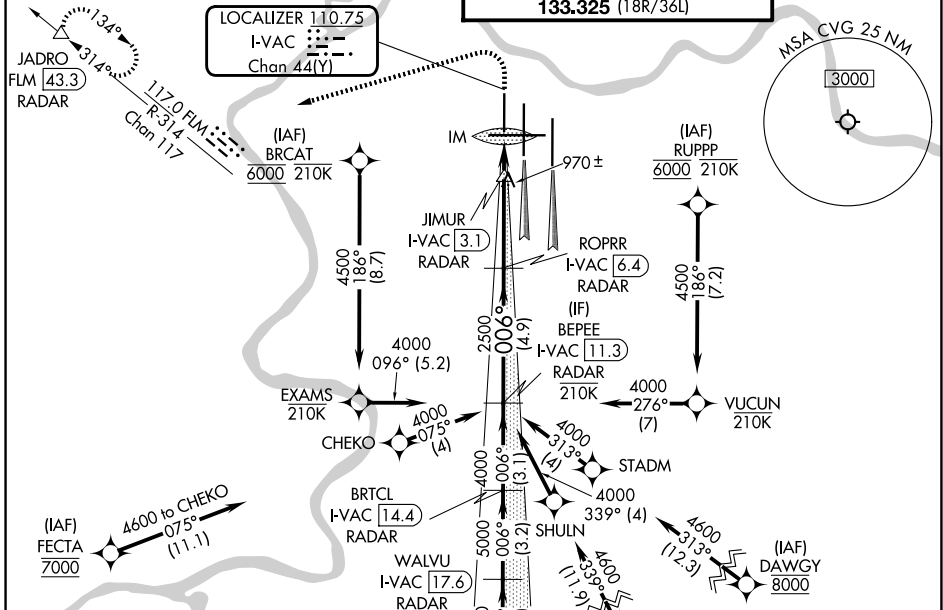 133.325 (18R/36L)
LOCALIZER 110.75
I-VAC
Chan 44(Y)
134°
314°
JADRO
FLM 43.3
RADAR
117.0 FLM
R-314
Chan 117
MSA CVG 25 NM
3000
(IAF)
BRCAT
6000 210K
IM
970 ±
(IAF)
RUPPP
6000 210K
JIMUR
I-VAC 3.1
RADAR
ROPRR
I-VAC 6.4
RADAR
4500
186°
(8.7)
4500
186°
(7.2)
2500
006°
(4.9)
(IF)
BEPEE
I-VAC 11.3
RADAR
210K
4000
096° (5.2)
EXAMS
210K
4000
276°
(7)
VUCUN
210K
CHEKO
4000
075°
(4)
4000
313°
(4)
STADM
4000
006°
(3.1)
4000
339° (4)
SHULN
BRTCL
I-VAC 14.4
RADAR
(IAF)
FECTA
7000
4600 to CHEKO
075°
(11.1)
5000
006°
(3.2)
WALVU
I-VAC 17.6
RADAR
4600
339°
(11.9)
4600
313°
(12.3)
(IAF)
DAWGY
8000